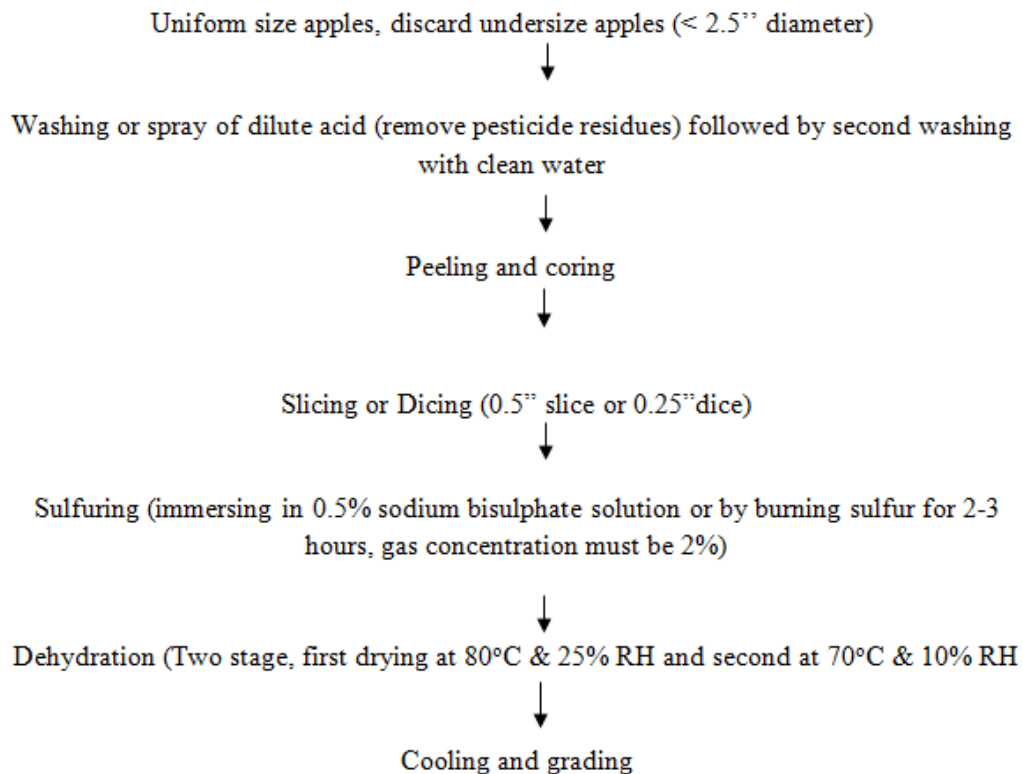 Uniform size apples, discard undersize apples (< 2.5’’ diameter)
Washing or spray of dilute acid (remove pesticide residues) followed by second washing
with clean water
Peeling and coring
Slicing or Dicing (0.5’’ slice or 0.25’’dice)
Sulfuring (immersing in 0.5% sodium bisulphate solution or by burning sulfur for 2-3
hours, gas concentration must be 2%)
Dehydration (Two stage, first drying at 80°C & 25% RH and second at 70°C & 10% RH
Cooling and grading